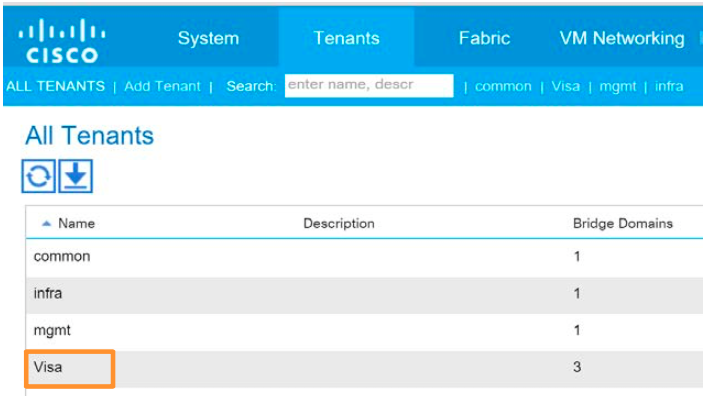 CISCO
System Tenants Fabric VM Networking
ALL TENANTS | Add Tenant | Search: enter name, descr | common | Visa | mgmt | infra
All Tenants
Name Description Bridge Domains
common 1
infra 1
mgmt 1
Visa 3